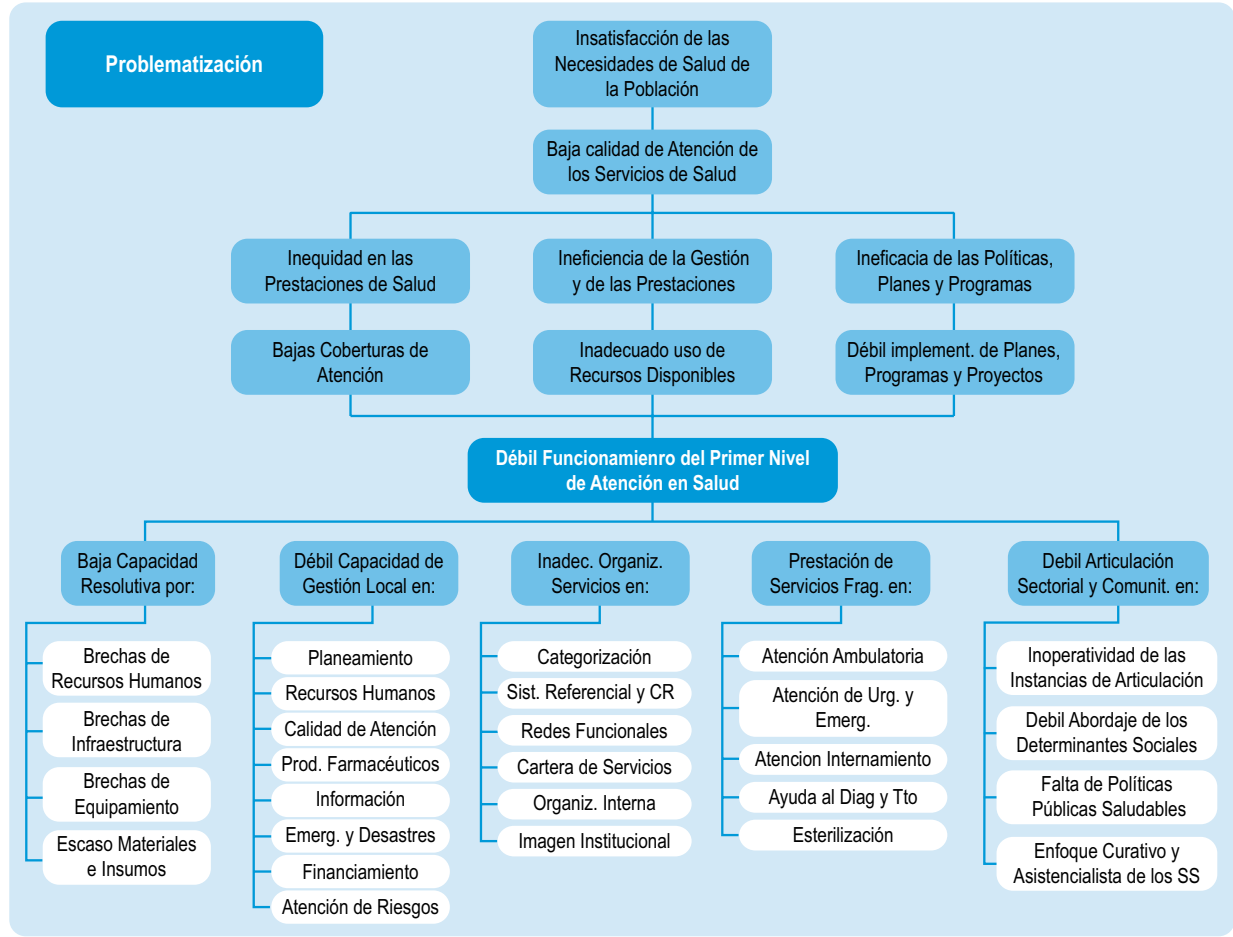 Problematización
Insatisfacción de las
Necesidades de Salud de
la Población
Baja calidad de Atención de
los Servicios de Salud
Inequidad en las
Prestaciones de Salud
Ineficiencia de la Gestión
y de las Prestaciones
Ineficacia de las Políticas,
Planes y Programas
Bajas Coberturas de
Atención
Inadecuado uso de
Recursos Disponibles
Débil implement. de Planes,
Programas y Proyectos
Débil Funcionamienro del Primer Nivel
de Atención en Salud
Baja Capacidad
Resolutiva por:
Brechas de
Recursos Humanos
Brechas de
Infraestructura
Brechas de
Equipamiento
Escaso Materiales
e Insumos
Débil Capacidad de
Gestión Local en:
Planeamiento
Recursos Humanos
Calidad de Atención
Prod. Farmacéuticos
Información
Emerg. y Desastres
Financiamiento
Atención de Riesgos
Inadec. Organiz.
Servicios en:
Categorización
Sist. Referencial y CR
Redes Funcionales
Cartera de Servicios
Organiz. Interna
Imagen Institucional
Prestación de
Servicios Frag. en:
Atención Ambulatoria
Atención de Urg. y
Emerg.
Atencion Internamiento
Ayuda al Diag y Tto
Esterilización
Debil Articulación
Sectorial y Comunit. en:
Inoperatividad de las
Instancias de Articulación
Debil Abordaje de los
Determinantes Sociales
Falta de Políticas
Públicas Saludables
Enfoque Curativo y
Asistencialista de los SS